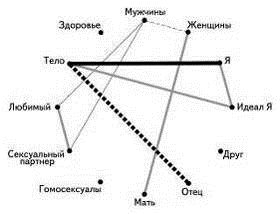 Мужчины
Здоровье
Женщины
Тело
Я
Любимый
Идеал Я
Сексуальный
партнер
Друг
Гомосексуалы
Отец
Мать